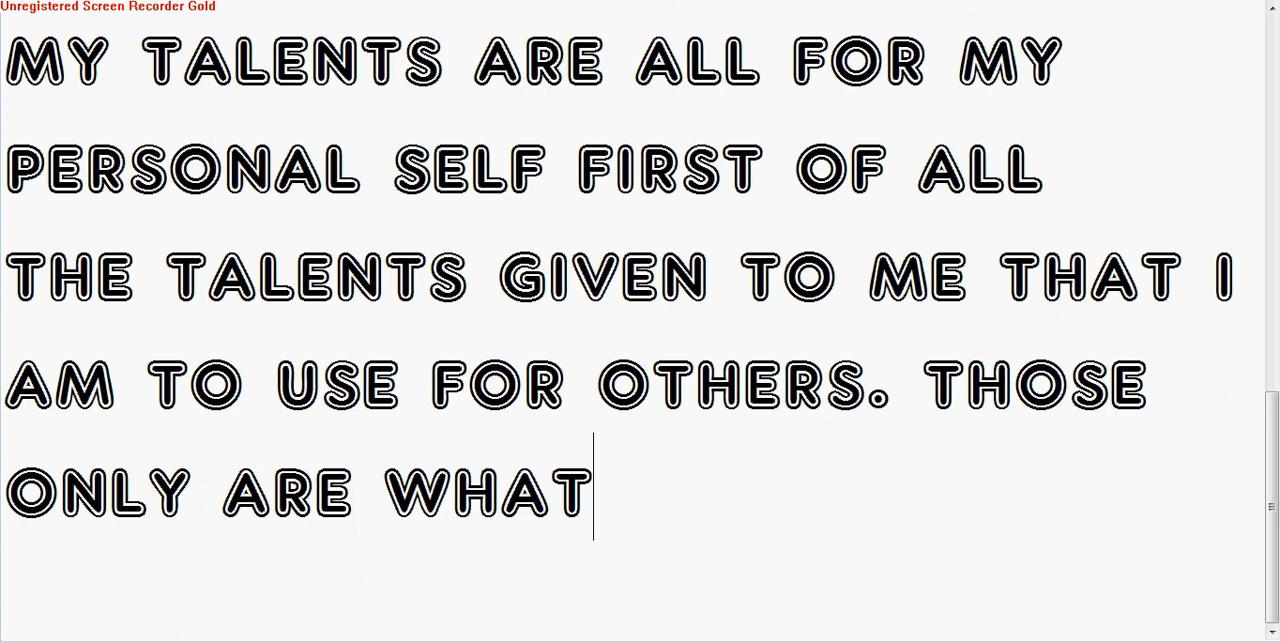 Unregistered Screen Recorder Gold
MY TALENTS ARE ALL FOR MY
PERSONAL SELF FIRST OF ALL
THE TALENTS GIVEN TO ME THAT I
AM TO USE FOR OTHERS. THOSE
ONLY ARE WHAT